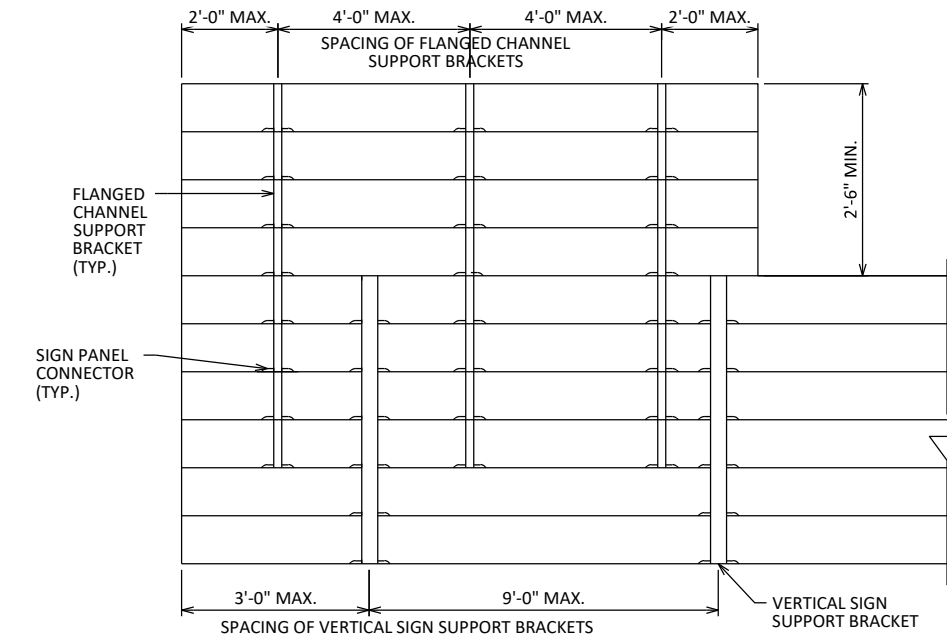 2'-0" MAX. 4'-0" MAX. 4'-0" MAX. 2'-0" MAX.
SPACING OF FLANGED CHANNEL
SUPPORT BRACKETS
2'-6" MIN.
FLANGED
CHANNEL
SUPPORT
BRACKET
(TYP.)
SIGN PANEL
CONNECTOR
(TYP.)
3'-0" MAX. 9'-0" MAX.
SPACING OF VERTICAL SIGN SUPPORT BRACKETS
VERTICAL SIGN
SUPPORT BRACKET